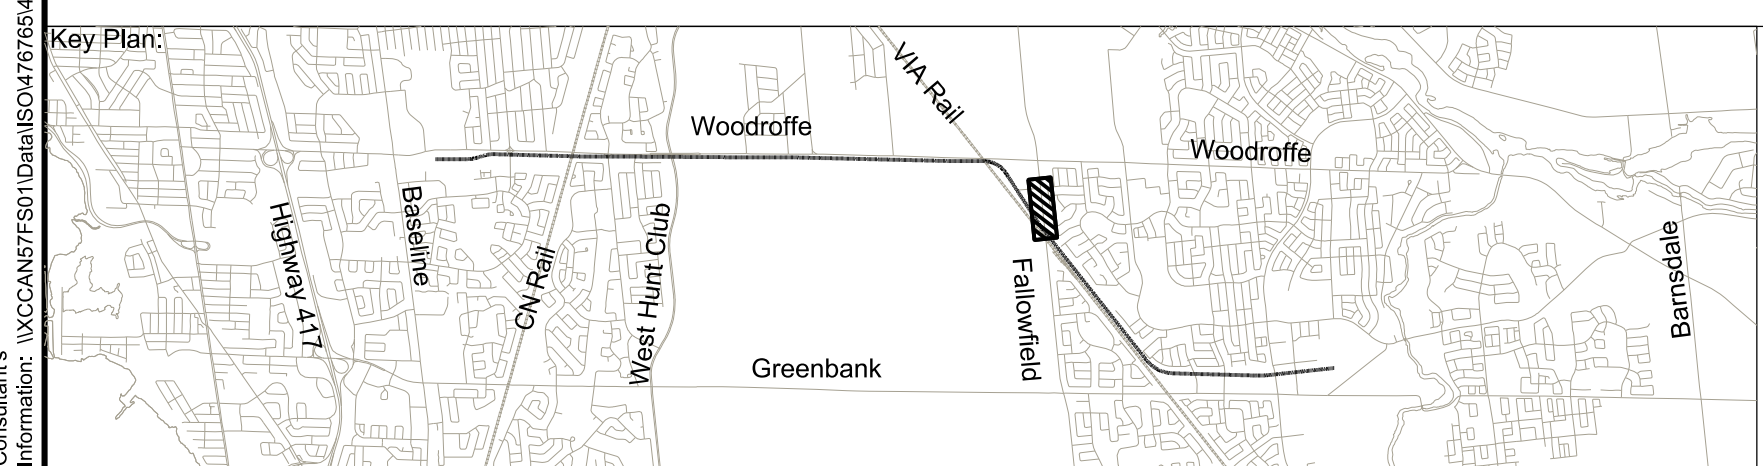 Key Plan:
VIA Rail
Woodroffe
Woodroffe
Baseline
Highway 417
CN Rail
West Hunt Club
Fallowfield
Barnsdale
Greenbank
Information: \\XCCAN57FS01\Data\ISO\476765\4